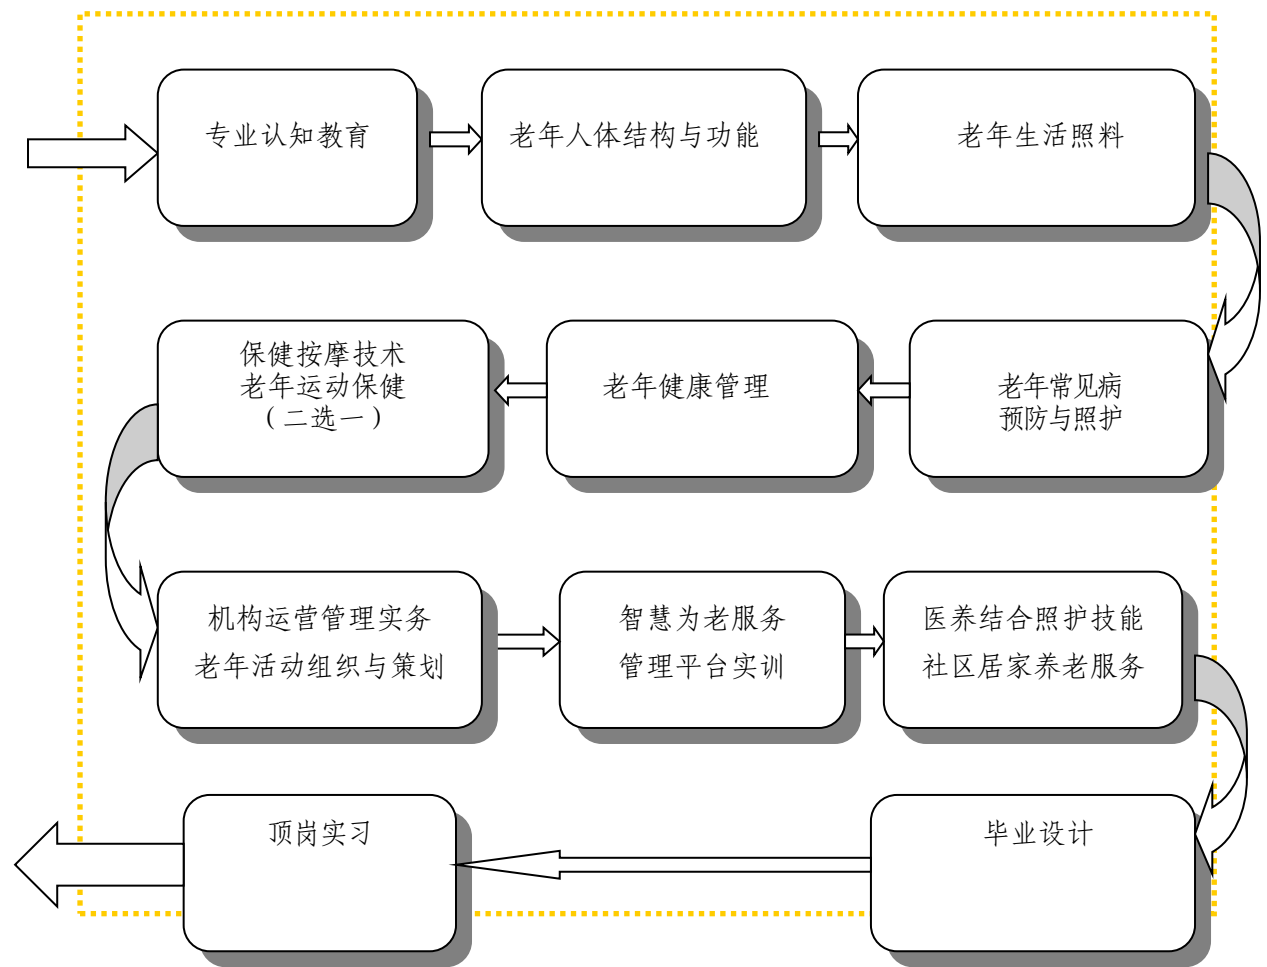 专业认知教育
老年人体结构与功能
老年生活照料
老年常见病
预防与照护
老年健康管理
保健按摩技术
老年运动保健
（二选一）
机构运营管理实务
老年活动组织与策划
智慧为老服务
管理平台实训
医养结合照护技能
社区居家养老服务
毕业设计
顶岗实习